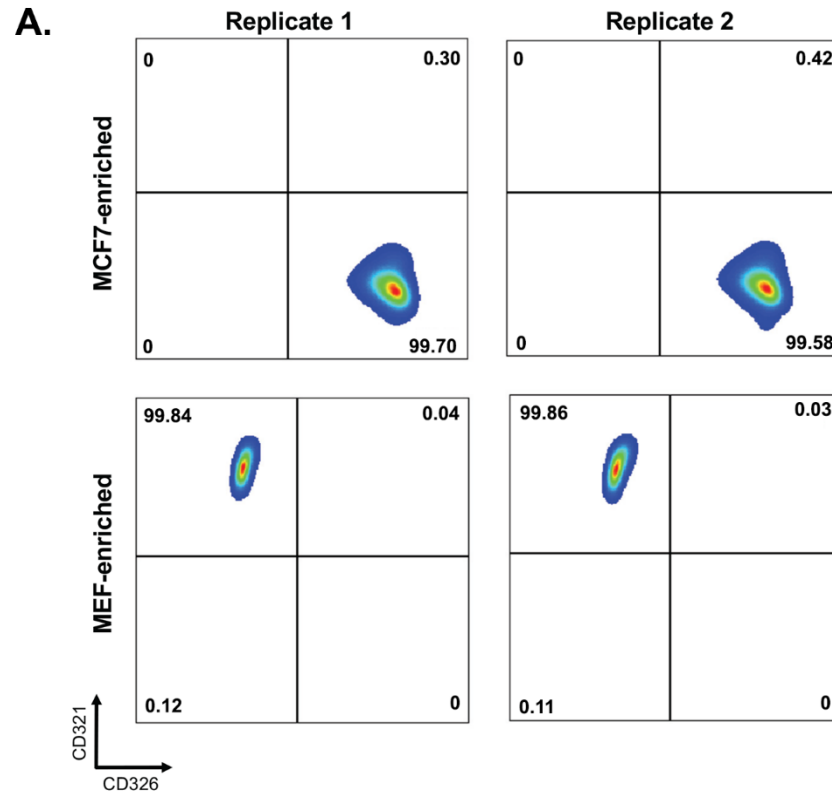 A.
Replicate 1 Replicate 2
MCF7-enriched
0 0.30 0 0.42
0 99.70 0 99.58
MEF-enriched
99.84 0.04 99.86 0.03
0.12 0 0.11 0
CD321
CD326